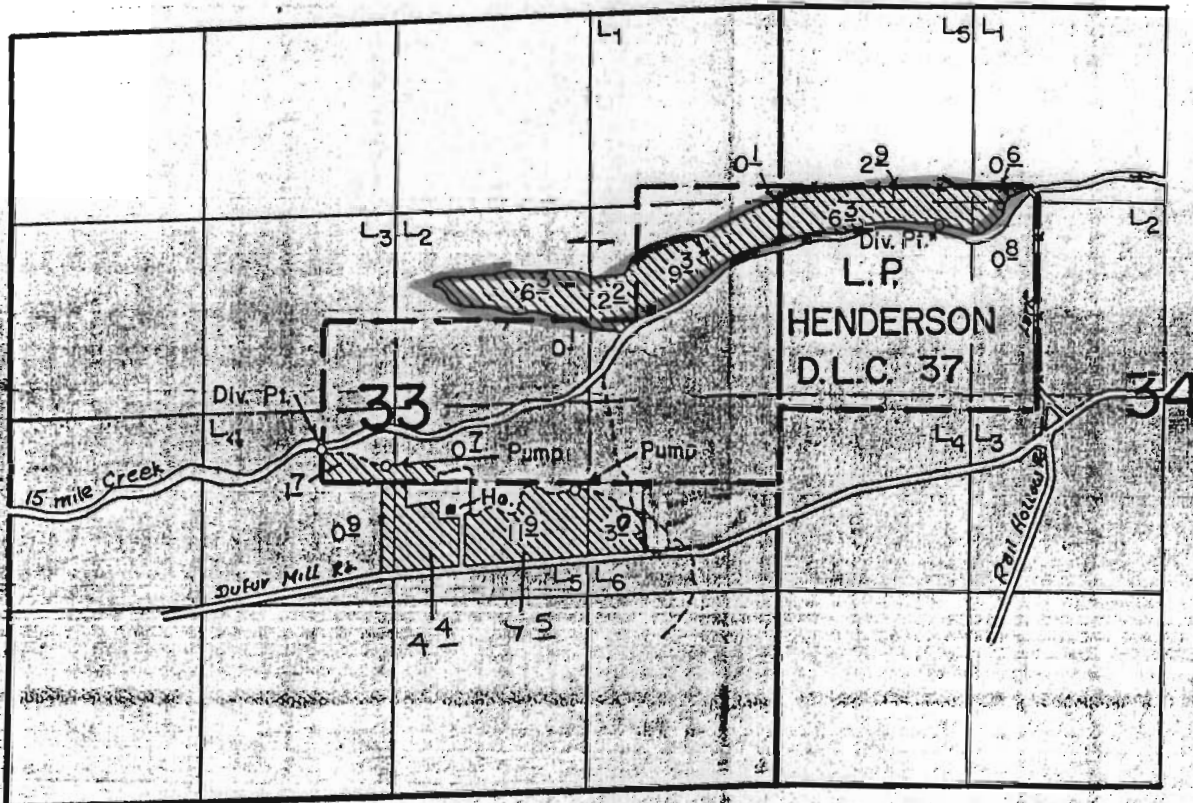 L1
L5 L1
0 1
2 9
0 6
L3 L2
L2
6 3
Div. Pt.
0 8
9 3
L.P.
6 3
2 2
HENDERSON
D.L.C. 37
0
Div. Pt.
33
34
L4
L4 L3
0 7
Pump
Pump
15 mile Creek
1 7
Ho.
0 9
11 9
3 0
Rail Hollow Rd
Dufur Mill Rd.
L5 L6
4 4
7 5